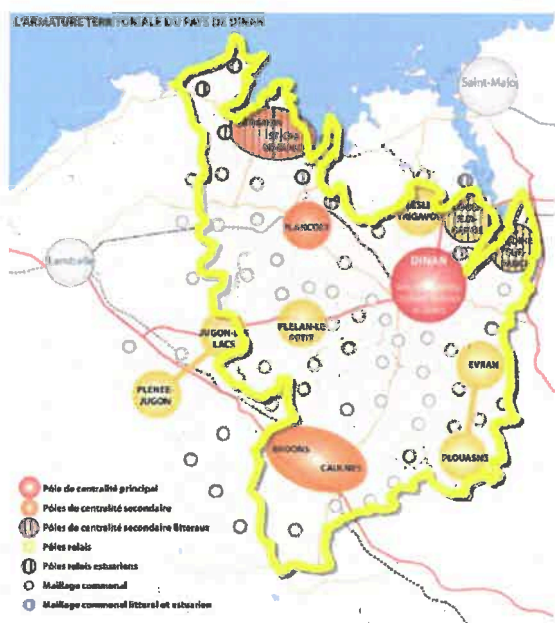 L'ARMATURE TERRITORIALE DU PAYS DE DINAN
Saint-Malo
PLANCOET
DINAN
Lamballe
JUGON-LES
LACS
PLELAN-LE
PETIT
EVRAN
PLENEE-
JUGON
PLOUASNE
BROONS
CAULNES
Pôle de centralité principal
Pôles de centralité secondaire
Pôles de centralité secondaire littoraux
Pôles relais
Pôles relais estuariens
Maillage communal
Maillage communal littoral et estuarien